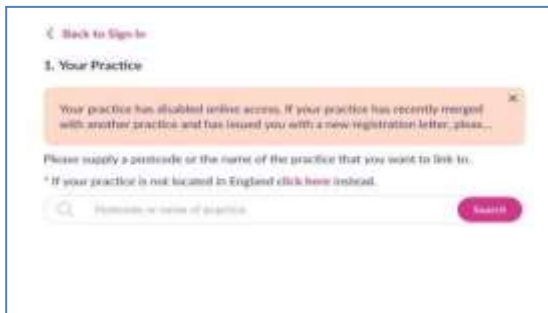 Back to Sign In
1. Your Practice
Your practice has disabled online access. If your practice has recently merged
with another practice and has issued you with a new registration letter, pleas...
Please supply a postcode or the name of the practice that you want to link to.
* If your practice is not located in England click here instead.
Postcode or name of practice
Search